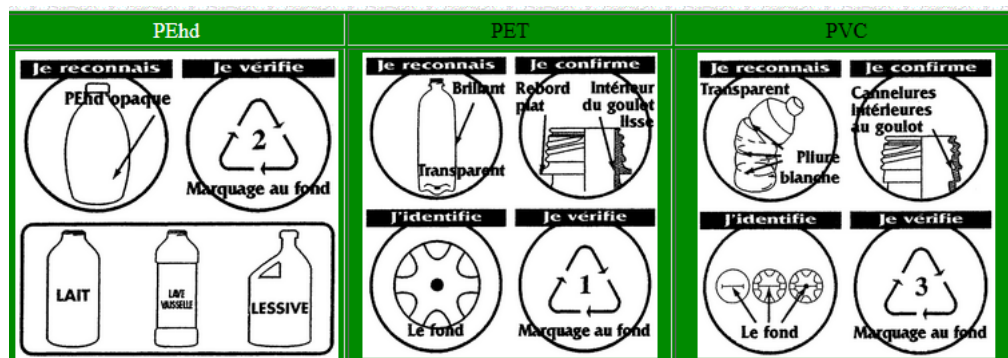 PEhd
PET
PVC
Je reconnais
PEhd opaque
Je vérifie
2
Marquage au fond
LAIT
LAVE
VAISSELLE
LESSIVE
Je reconnais
Brillant
Transparent
Je confirme
Rebord
plat
Intérieur
du goulot
lisse
J'identifie
Le fond
Je vérifie
1
Marquage au fond
Je reconnais
Transparent
Pliure
blanche
Je confirme
Cannelures
intérieures
au goulot
J'identifie
Le fond
Je vérifie
3
Marquage au fond